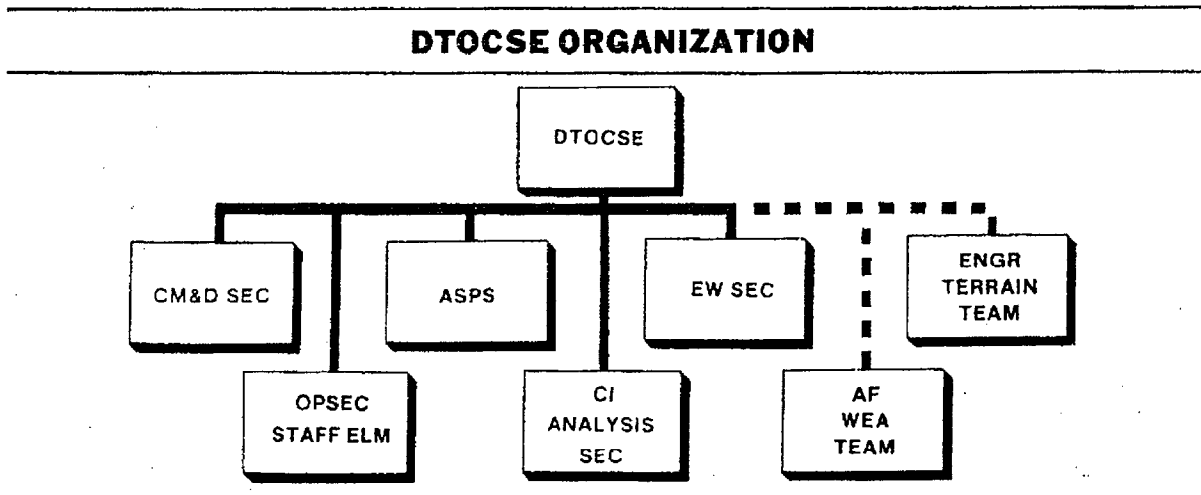 DTOCSE ORGANIZATION
DTOCSE
CM&D SEC
ASPS
EW SEC
ENGR
TERRAIN
TEAM
OPSEC
STAFF ELM
CI
ANALYSIS
SEC
AF
WEA
TEAM